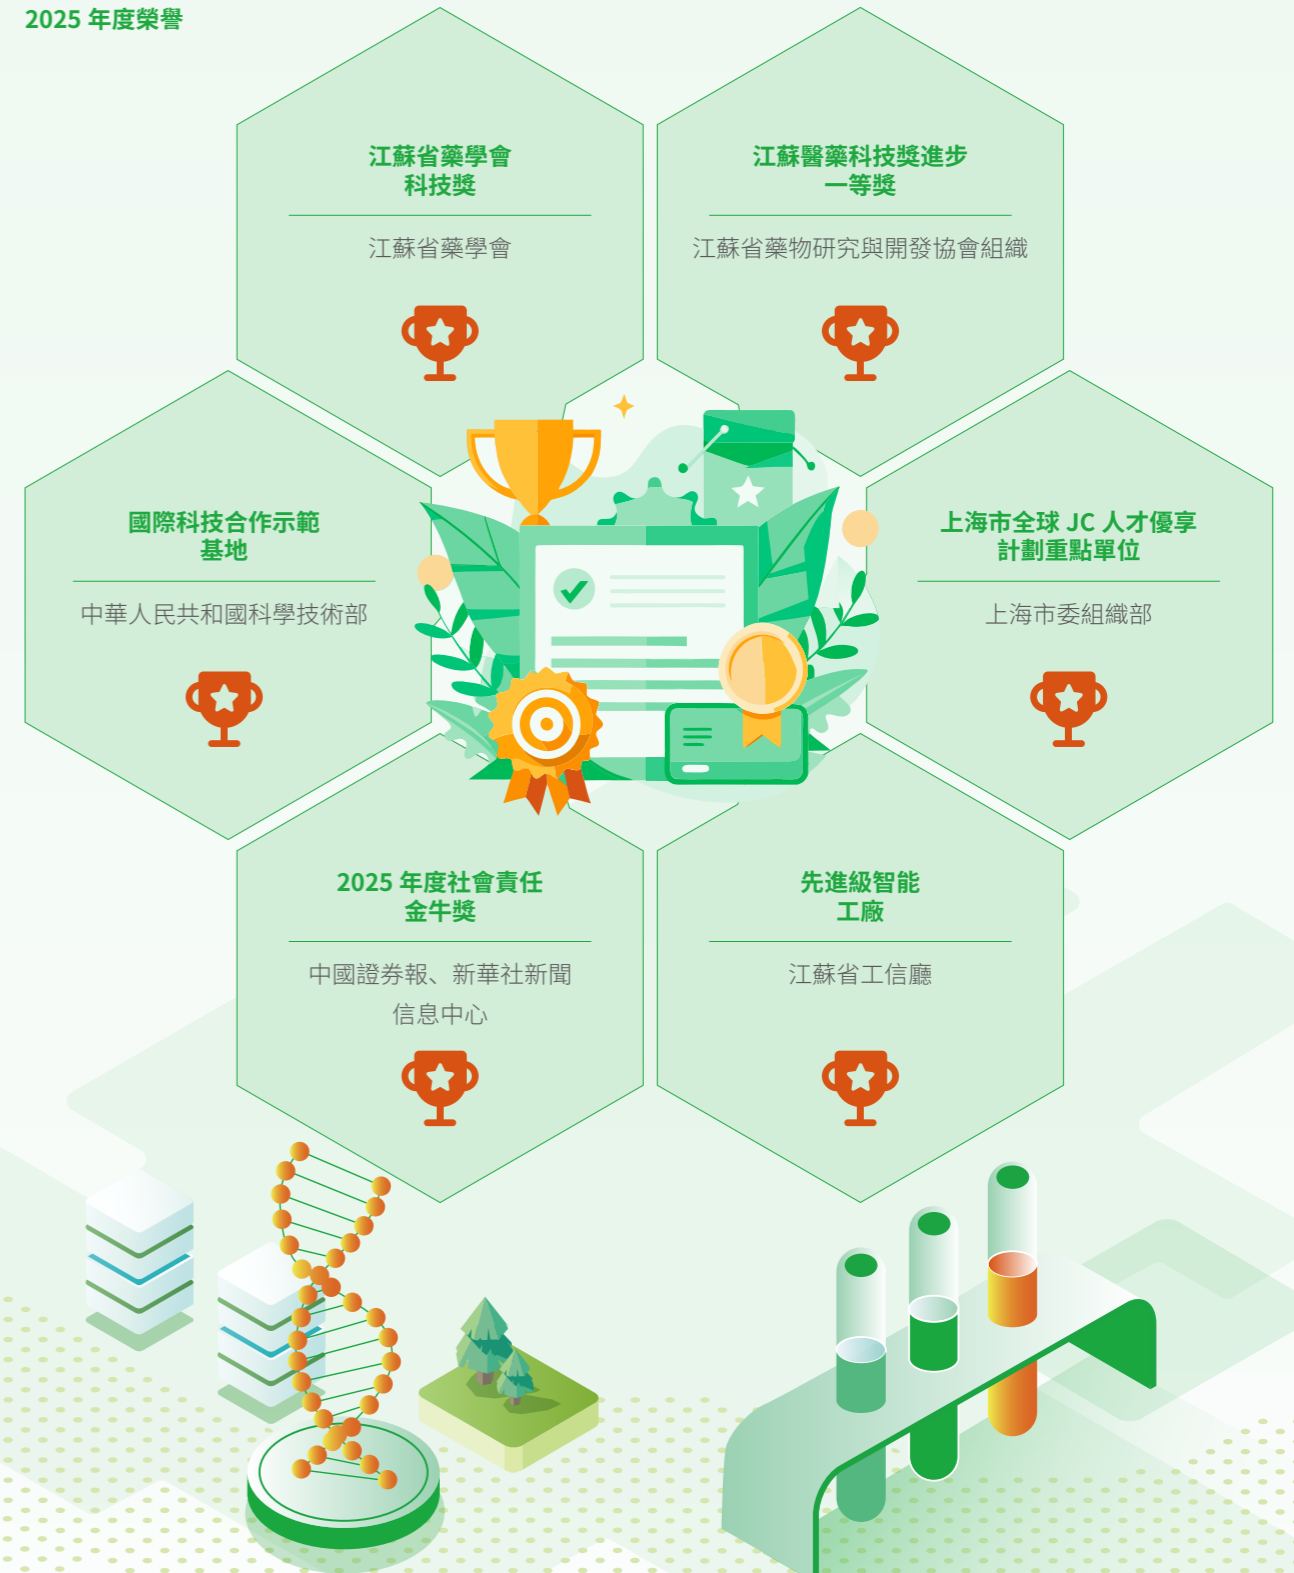 2025 年度榮譽
江蘇省藥學會
科技獎
江蘇省藥學會
江蘇醫藥科技獎進步
一等獎
江蘇省藥物研究與開發協會組織
國際科技合作示範
基地
中華人民共和國科學技術部
上海市全球 JC 人才優享
計劃重點單位
上海市委組織部
2025 年度社會責任
金牛獎
中國證券報、新華社新聞
信息中心
先進級智能
工廠
江蘇省工信廳